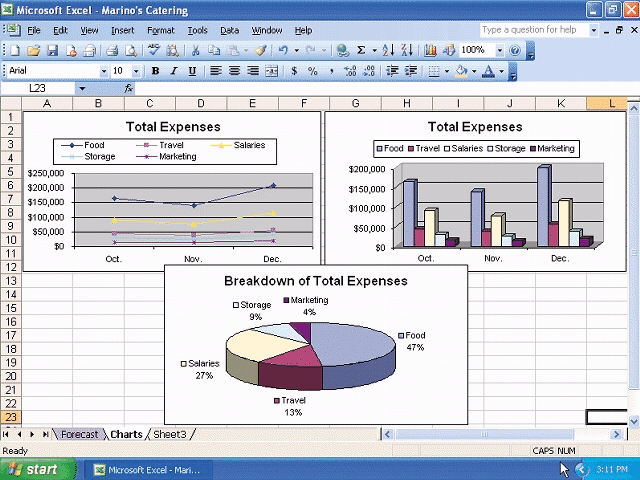 Microsoft Excel - Marino's Catering
File Edit View Insert Format Tools Data Window Help Type a question for help
100%
Arial 10 B I U $ % ,
L23 fx
A B C D E F G H I J K L
1
2
3
4
5
6
7
8
9
10
11
12
13
14
15
16
17
18
19
20
21
22
23
Total Expenses
Food Travel Salaries
Storage Marketing
$250,000
$200,000
$150,000
$100,000
$50,000
$0
Oct. Nov. Dec.
Total Expenses
Food Travel Salaries Storage Marketing
$200,000
$150,000
$100,000
$50,000
$0
Oct. Nov. Dec.
Breakdown of Total Expenses
Marketing
4%
Storage
9%
Food
47%
Salaries
27%
Travel
13%
Forecast Charts Sheet3
Ready CAPS NUM
start Microsoft Excel - Mari... 3:11 PM